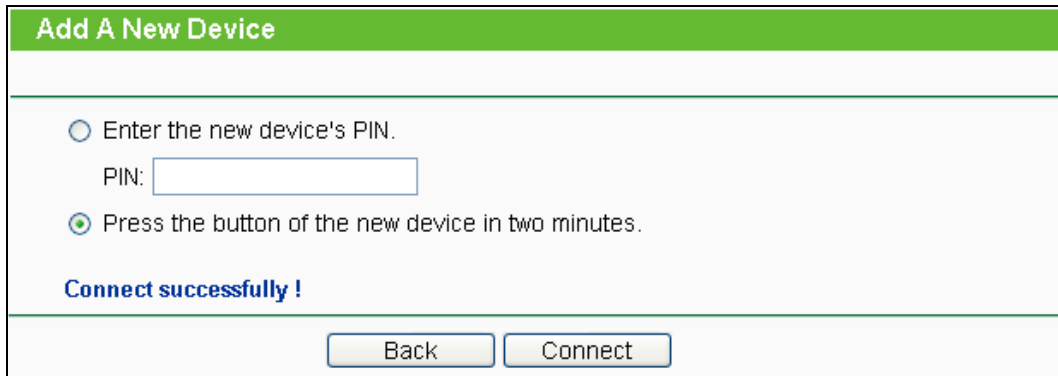 Add A New Device
Enter the new device's PIN.
PIN:
Press the button of the new device in two minutes.
Connect successfully !
Back Connect